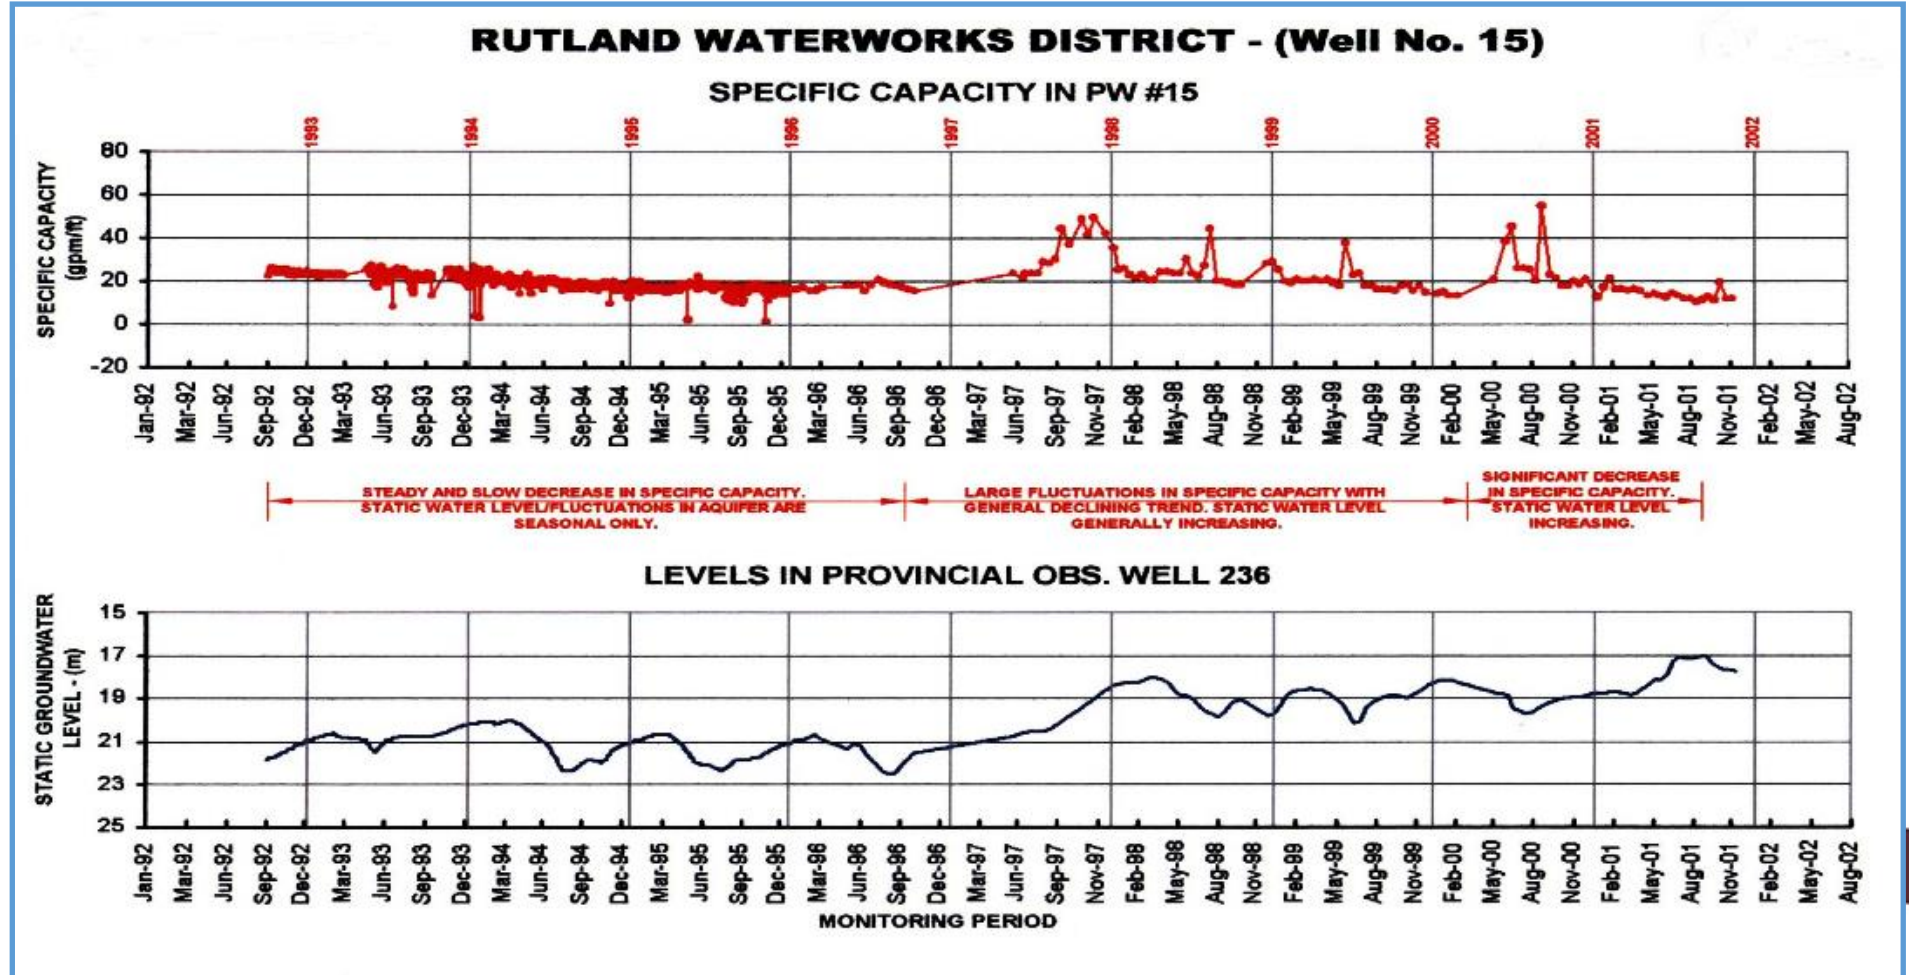 RUTLAND WATERWORKS DISTRICT - (Well No. 15)
SPECIFIC CAPACITY IN PW #15
1993 1994 1995 1996 1997 1998 1999 2000 2001 2002
SPECIFIC CAPACITY
(gpm/ft)
80
60
40
20
0
-20
Jan-92 Mar-92 Jun-92 Sep-92 Dec-92 Mar-93 Jun-93 Sep-93 Dec-93 Mar-94 Jun-94 Sep-94 Dec-94 Mar-95 Jun-95 Sep-95 Dec-95 Mar-96 Jun-96 Sep-96 Dec-96 Mar-97 Jun-97 Sep-97 Nov-97 Feb-98 May-98 Aug-98 Nov-98 Feb-99 May-99 Aug-99 Nov-99 Feb-00 May-00 Aug-00 Nov-00 Feb-01 May-01 Aug-01 Nov-01 Feb-02 May-02 Aug-02
STEADY AND SLOW DECREASE IN SPECIFIC CAPACITY.
STATIC WATER LEVEL/FLUCTUATIONS IN AQUIFER ARE
SEASONAL ONLY.
LARGE FLUCTUATIONS IN SPECIFIC CAPACITY WITH
GENERAL DECLINING TREND. STATIC WATER LEVEL
GENERALLY INCREASING.
SIGNIFICANT DECREASE
IN SPECIFIC CAPACITY.
STATIC WATER LEVEL
INCREASING.
LEVELS IN PROVINCIAL OBS. WELL 236
STATIC GROUNDWATER
LEVEL - (m)
15
17
19
21
23
25
Jan-92 Mar-92 Jun-92 Sep-92 Dec-92 Mar-93 Jun-93 Sep-93 Dec-93 Mar-94 Jun-94 Sep-94 Dec-94 Mar-95 Jun-95 Sep-95 Dec-95 Mar-96 Jun-96 Sep-96 Dec-96 Mar-97 Jun-97 Sep-97 Nov-97 Feb-98 May-98 Aug-98 Nov-98 Feb-99 May-99 Aug-99 Nov-99 Feb-00 May-00 Aug-00 Nov-00 Feb-01 May-01 Aug-01 Nov-01 Feb-02 May-02 Aug-02
MONITORING PERIOD